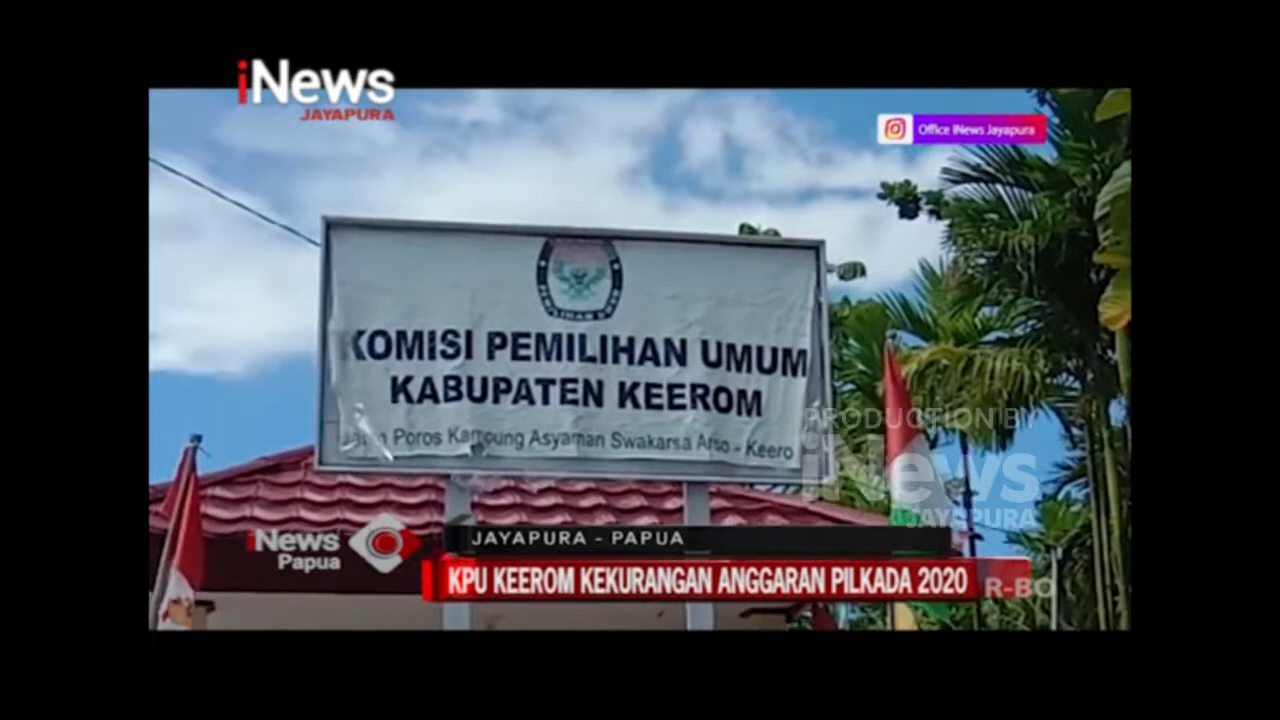 iNews
JAYAPURA
Office iNews Jayapura
KOMISI PEMILIHAN UMUM
KABUPATEN KEEROM
Poros Kampung Asyaman Swakarsa Arso - Keero
PRODUCTION BY
iNews
JAYAPURA
iNews
Papua
JAYAPURA - PAPUA
KPU KEEROM KEKURANGAN ANGGARAN PILKADA 2020
R-BO